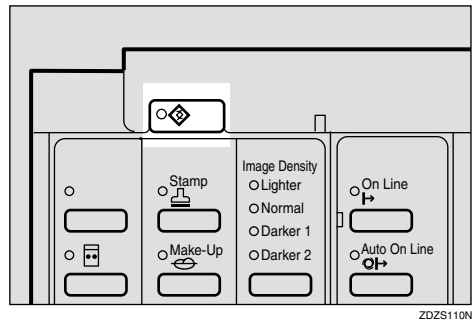 Stamp
Make-Up
Image Density
Lighter
Normal
Darker 1
Darker 2
On Line
Auto On Line
ZDZS110N